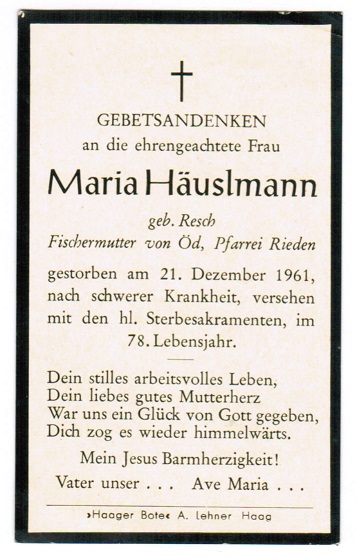 GEBETSANDENKEN
an die ehrengeachtete Frau
Maria Häuslmann
geb. Resch
Fischermutter von Öd, Pfarrei Rieden
gestorben am 21. Dezember 1961,
nach schwerer Krankheit, versehen
mit den hl. Sterbesakramenten, im
78. Lebensjahr.
Dein stilles arbeitsvolles Leben,
Dein liebes gutes Mutterherz
War uns ein Glück von Gott gegeben,
Dich zog es wieder himmelwärts.
Mein Jesus Barmherzigkeit!
Vater unser . . . Ave Maria . . .
»Haager Bote« A. Lehner Haag